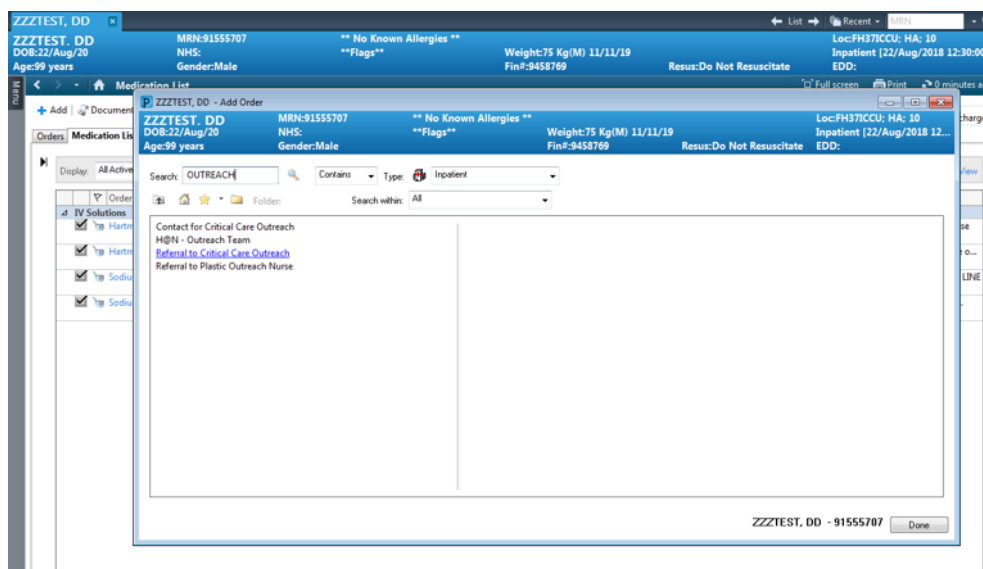 ZZZTEST, DD
List Recent MRN
ZZZTEST, DD MRN:91555707 ** No Known Allergies ** Loc:FH37ICCU; HA; 10
DOB:22/Aug/20 NHS: **Flags** Weight:75 Kg(M) 11/11/19 Inpatient [22/Aug/2018 12:30:00
Age:99 years Gender:Male Fin#:9458769 Resus:Do Not Resuscitate EDD:
Menu Medication List Full screen Print 0 minutes a
Add Document
Orders Medication Lis
Display: All Active
Order
IV Solutions
Hartm
Hartm
Sodiu
Sodiu
View
LINE
ZZZTEST, DD - Add Order
ZZZTEST, DD MRN:91555707 ** No Known Allergies ** Loc:FH37ICCU; HA; 10
DOB:22/Aug/20 NHS: **Flags** Weight:75 Kg(M) 11/11/19 Inpatient [22/Aug/2018 12...
Age:99 years Gender:Male Fin#:9458769 Resus:Do Not Resuscitate EDD:
Search: OUTREACH Contains Type: Inpatient
Folder: Search within: All
Contact for Critical Care Outreach
H@N - Outreach Team
Referral to Critical Care Outreach
Referral to Plastic Outreach Nurse
ZZZTEST, DD - 91555707 Done